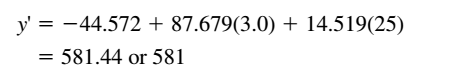 y' = −44.572 + 87.679(3.0) + 14.519(25)
= 581.44 or 581